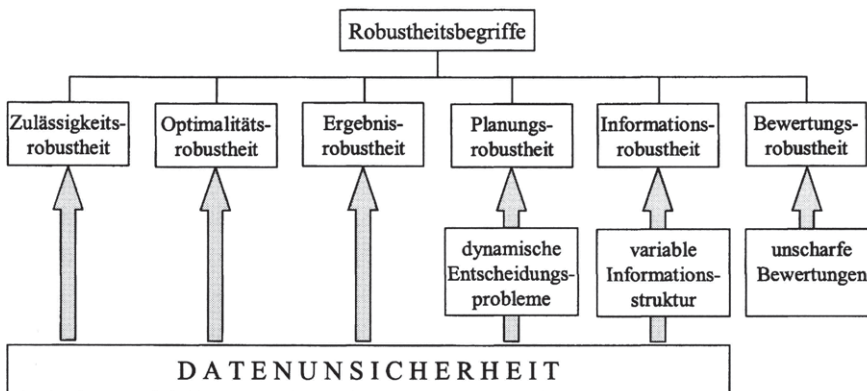 Robustheitsbegriffe
Zulässigkeits-
robustheit
Optimalitäts-
robustheit
Ergebnis-
robustheit
Planungs-
robustheit
Informations-
robustheit
Bewertungs-
robustheit
dynamische
Entscheidungs-
probleme
variable
Informations-
struktur
unscharfe
Bewertungen
DATENUNSICHERHEIT